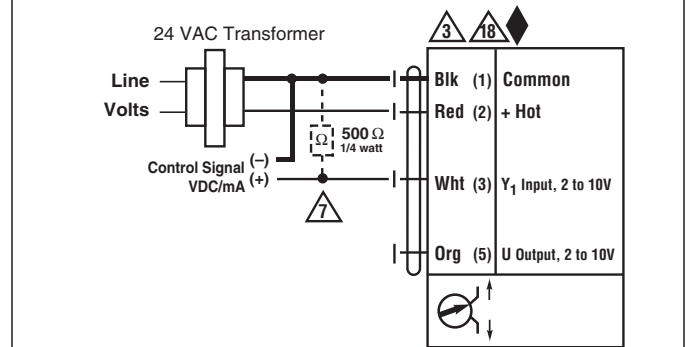 3 18
24 VAC Transformer
Line
Volts
Blk (1) Common
Red (2) + Hot
Ω 500 Ω
1/4 watt
Control Signal (–)
VDC/mA (+)
Wht (3) Y1 Input, 2 to 10V
7
Org (5) U Output, 2 to 10V